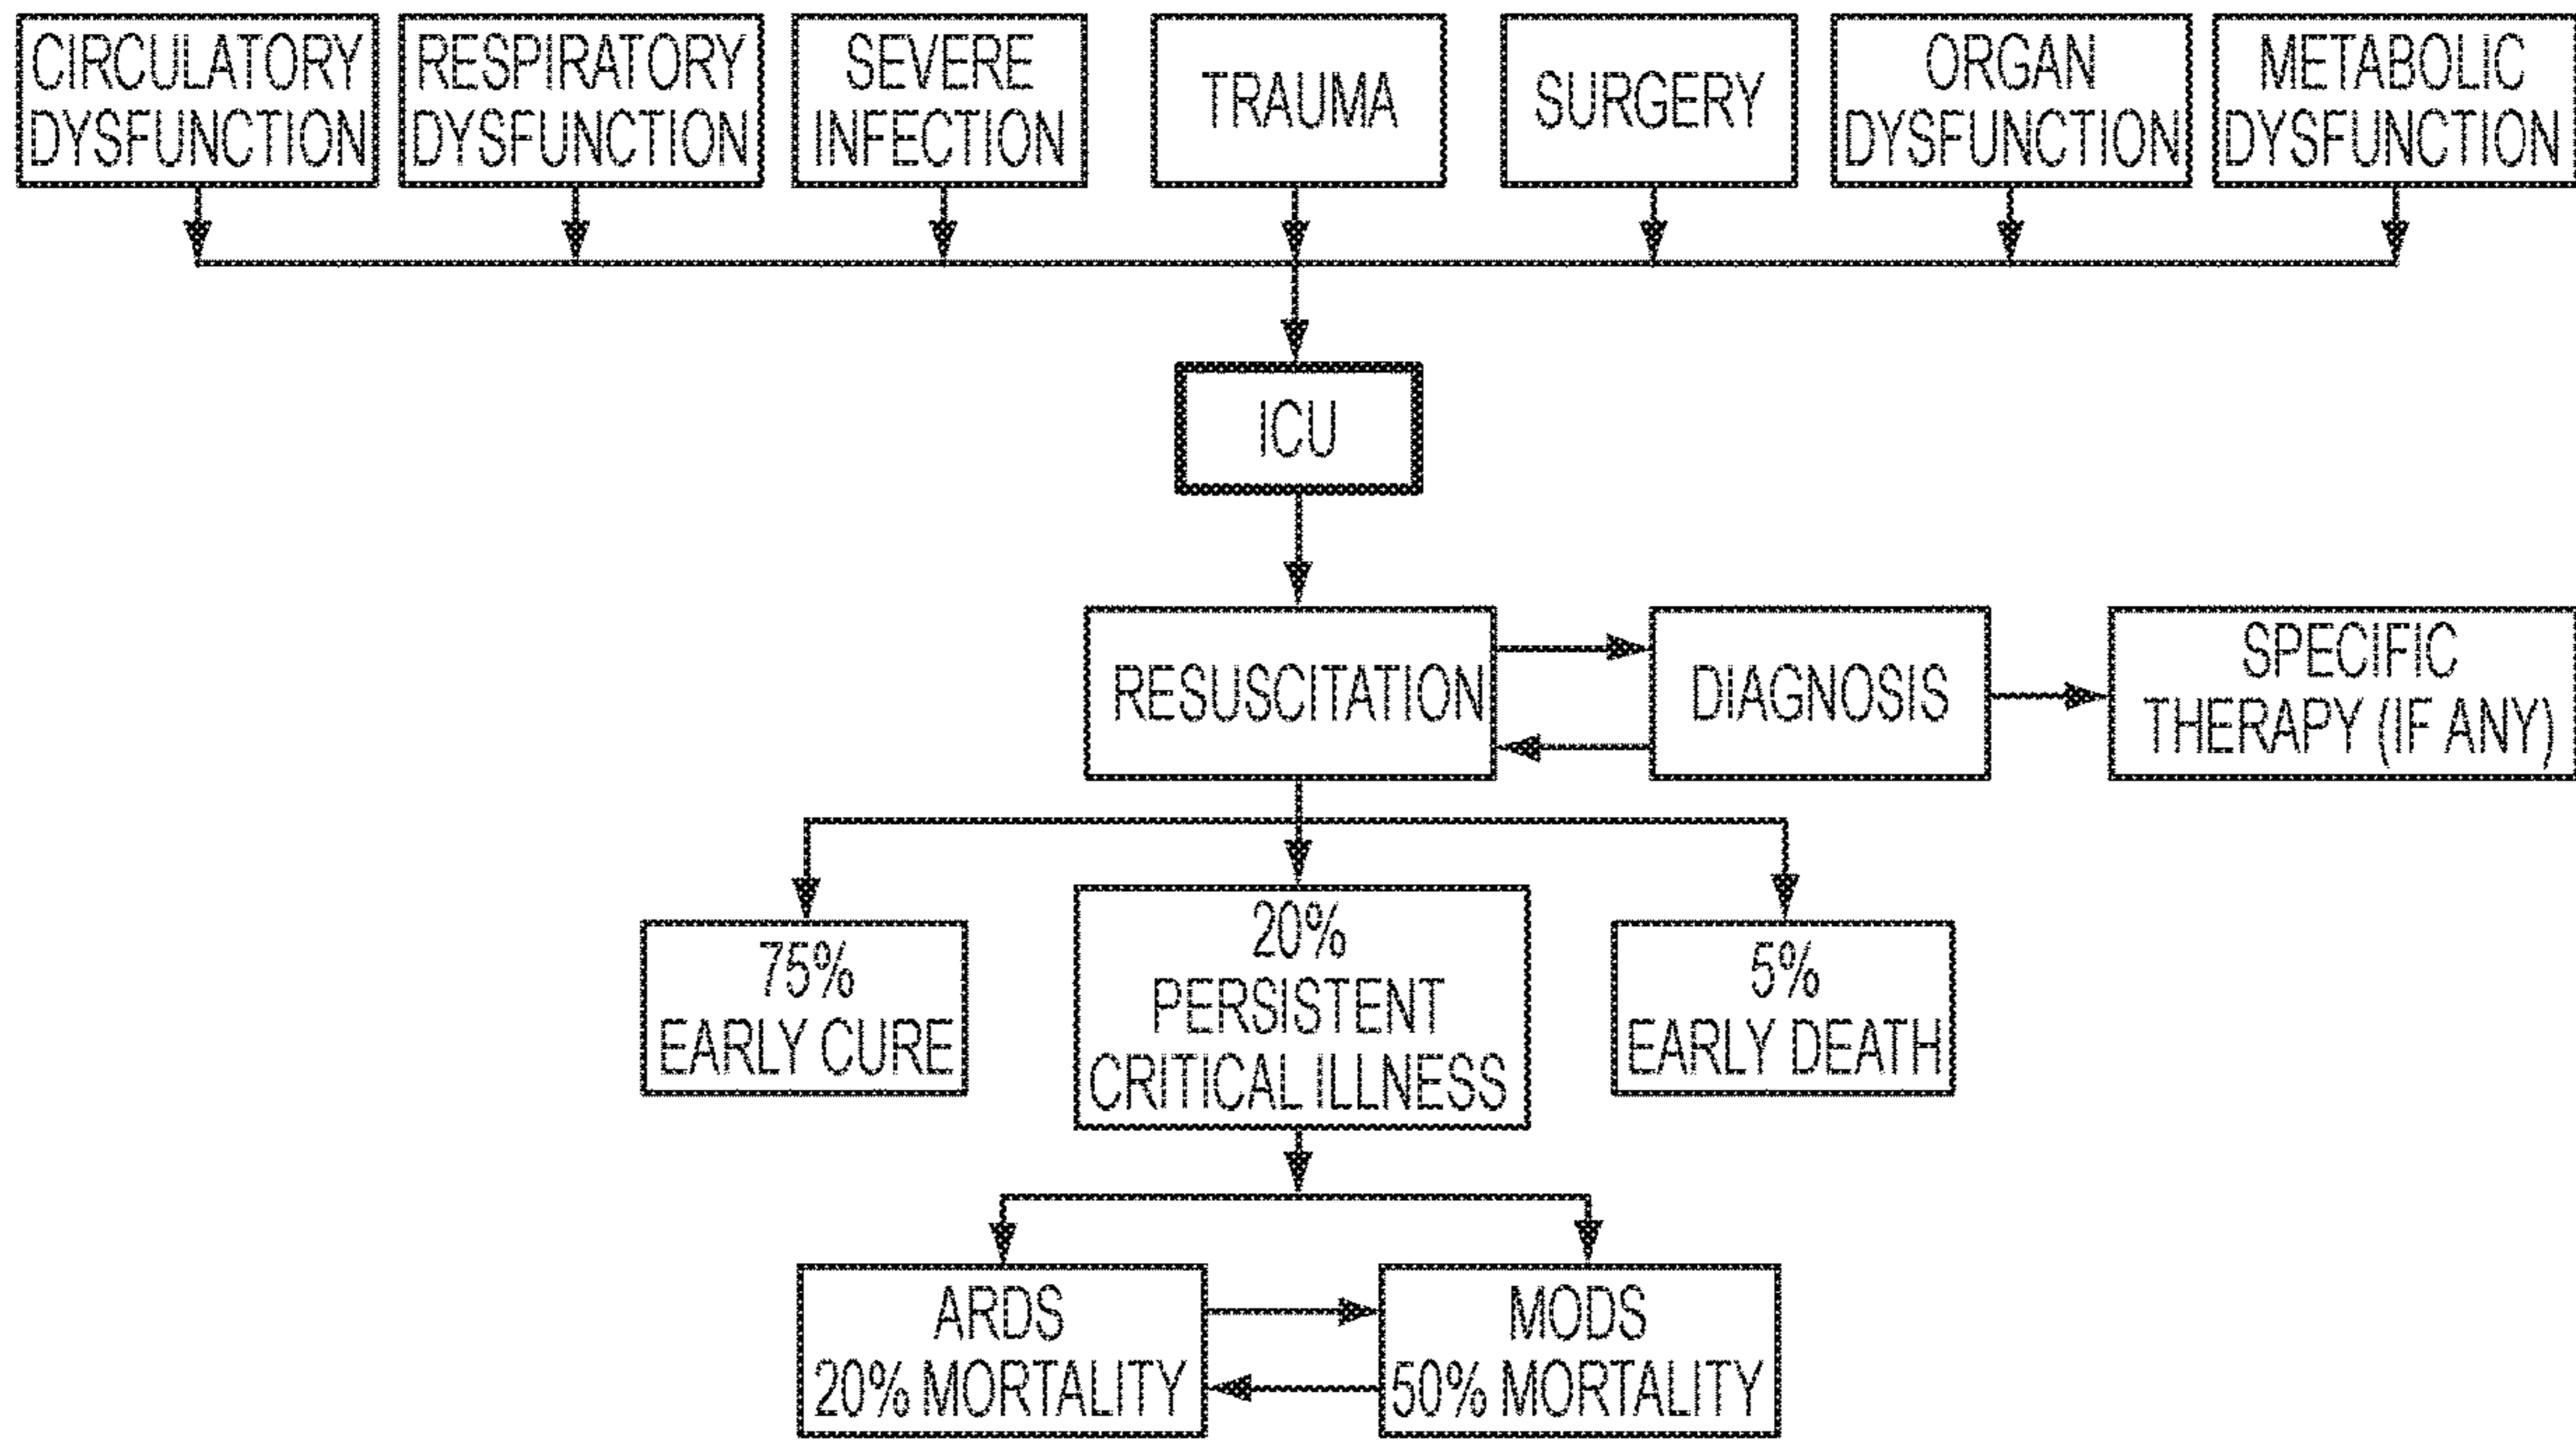 CIRCULATORY
DYSFUNCTION
RESPIRATORY
DYSFUNCTION
SEVERE
INFECTION
TRAUMA
SURGERY
ORGAN
DYSFUNCTION
METABOLIC
DYSFUNCTION
ICU
RESUSCITATION
DIAGNOSIS
SPECIFIC
THERAPY (IF ANY)
75%
EARLY CURE
20%
PERSISTENT
CRITICAL ILLNESS
5%
EARLY DEATH
ARDS
20% MORTALITY
MODS
50% MORTALITY